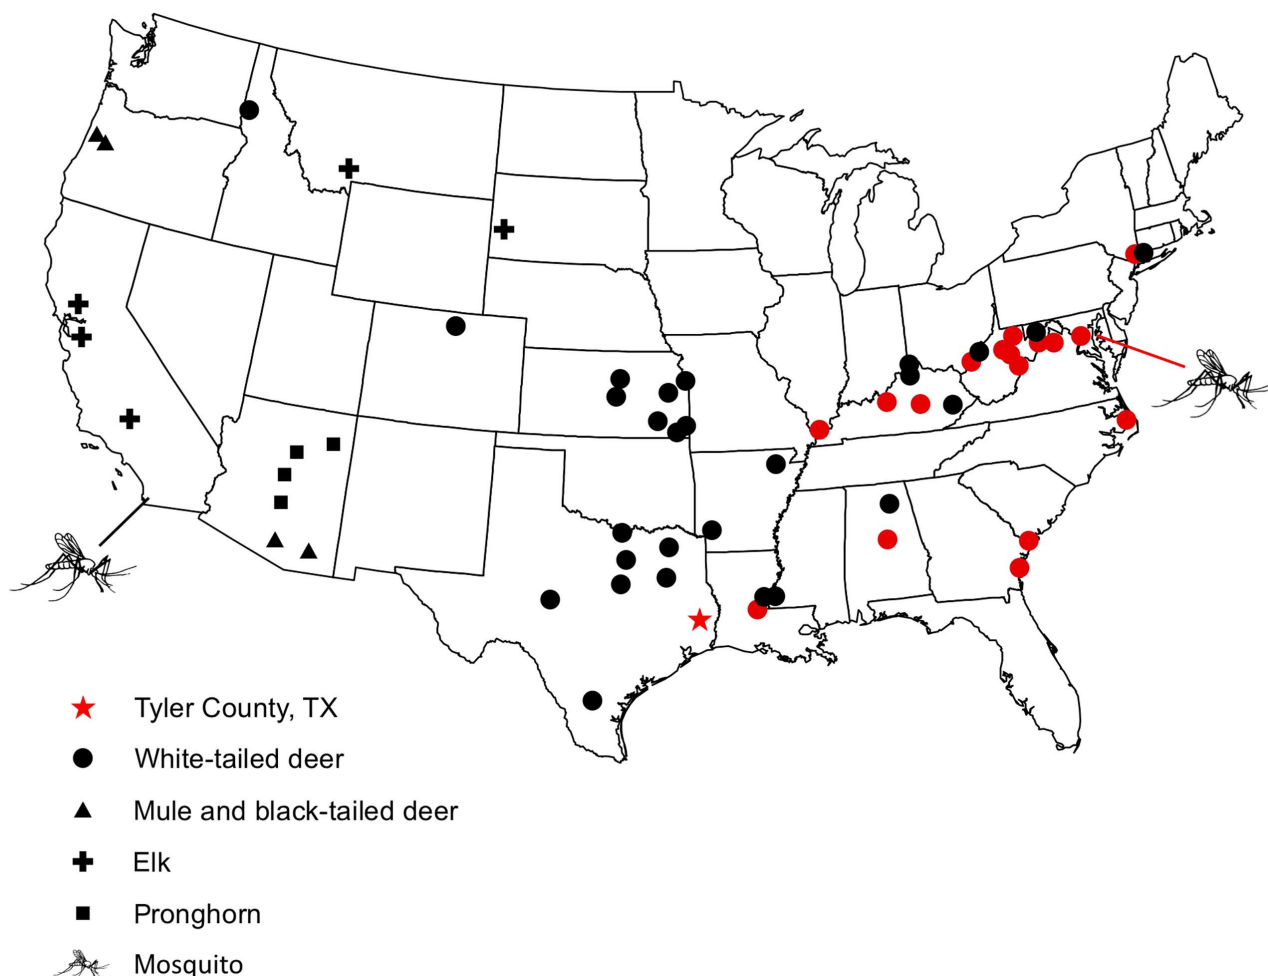 Tyler County, TX
White-tailed deer
Mule and black-tailed deer
Elk
Pronghorn
Mosquito